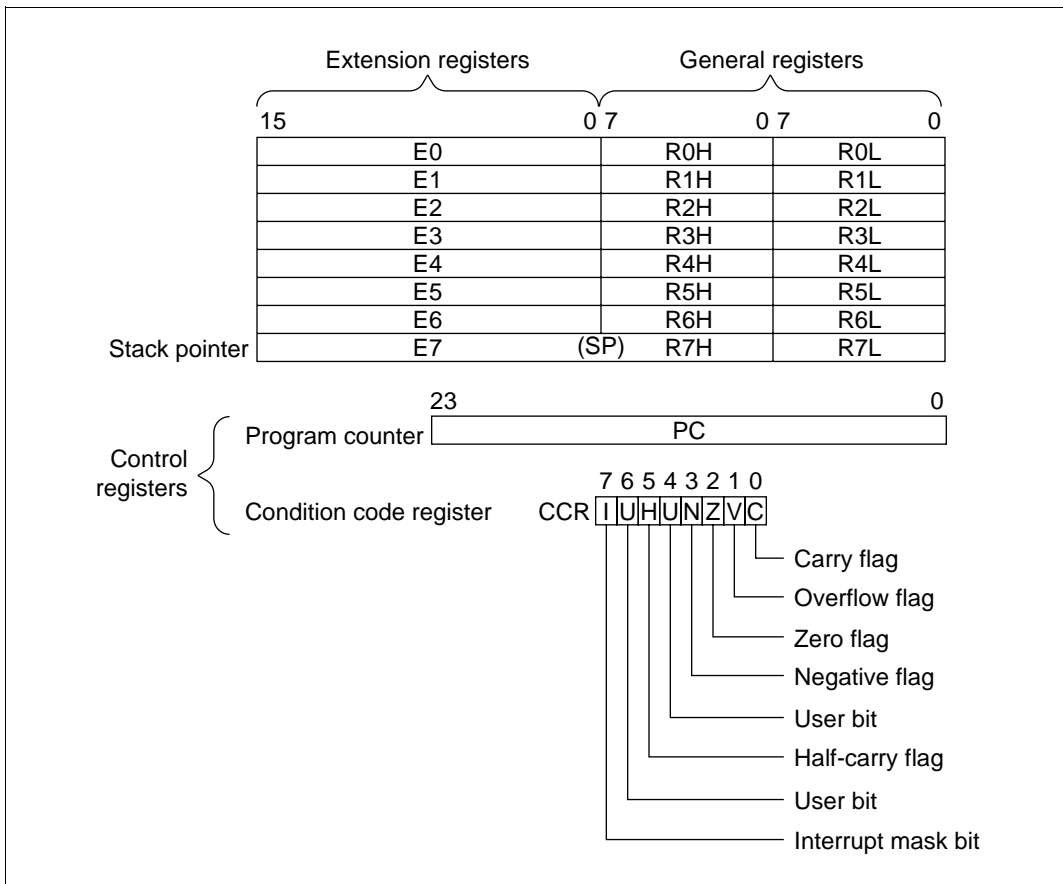 Extension registers General registers
15 0 7 0 7 0
E0 R0H R0L
E1 R1H R1L
E2 R2H R2L
E3 R3H R3L
E4 R4H R4L
E5 R5H R5L
E6 R6H R6L
Stack pointer E7 (SP) R7H R7L
23 0
Program counter PC
Control
registers
7 6 5 4 3 2 1 0
Condition code register CCR I U H U N Z V C
Carry flag
Overflow flag
Zero flag
Negative flag
User bit
Half-carry flag
User bit
Interrupt mask bit